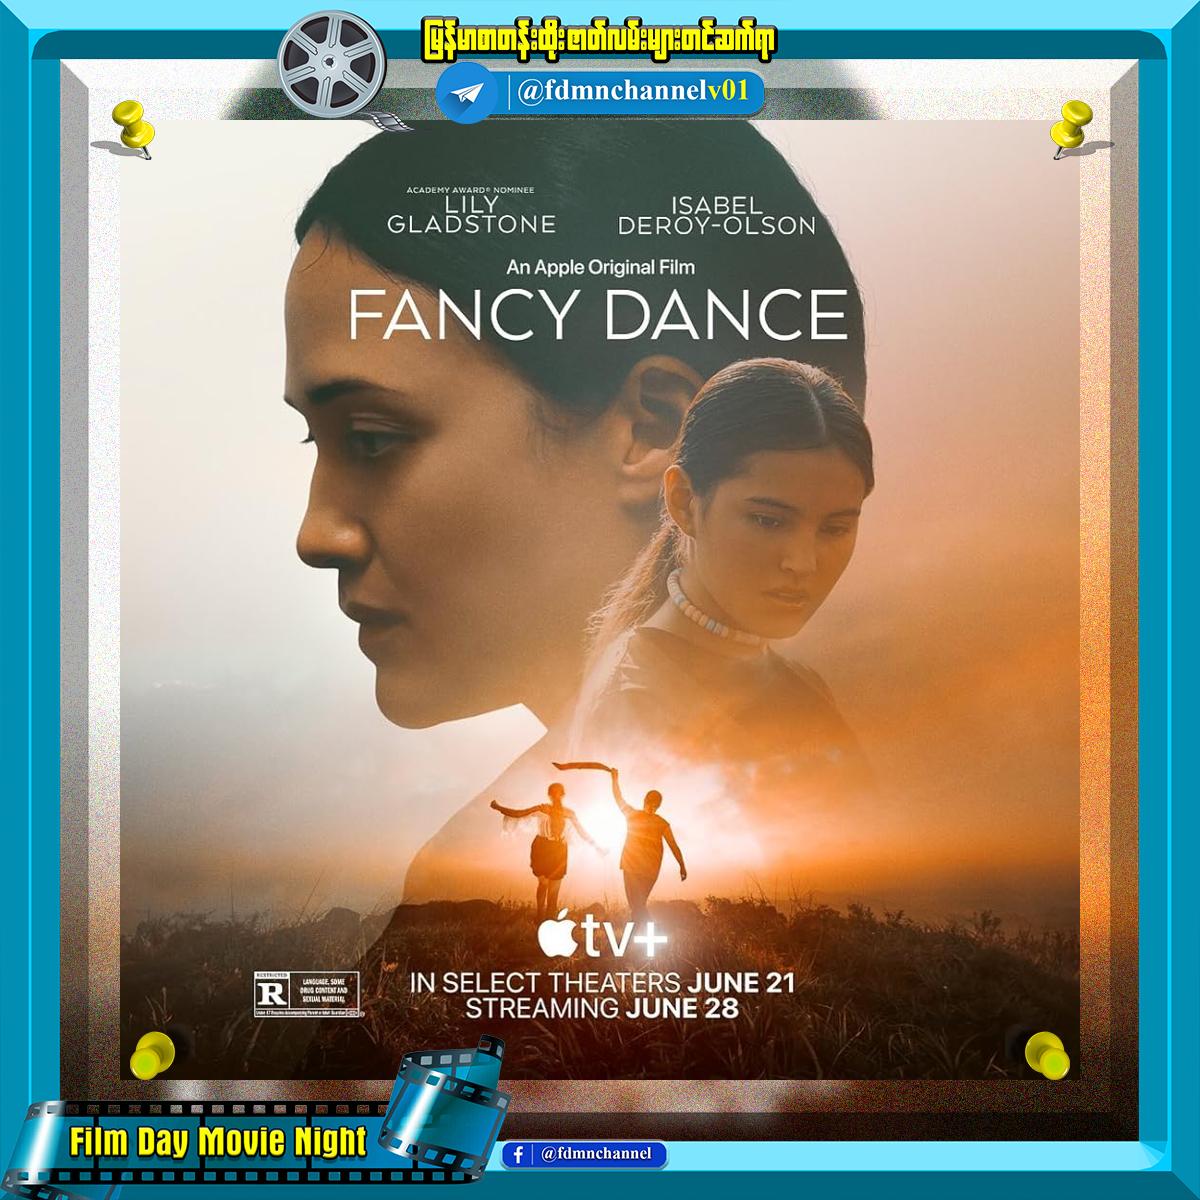 မြန်မာစာတန်းထိုး ဇာတ်လမ်းများတင်ဆက်ရာ
@fdmnchannelv01
ACADEMY AWARD® NOMINEE
LILY
GLADSTONE
ISABEL
DEROY-OLSON
An Apple Original Film
FANCY DANCE
tv+
IN SELECT THEATERS JUNE 21
STREAMING JUNE 28
RESTRICTED
R
LANGUAGE, SOME
DRUG CONTENT AND
SEXUAL MATERIAL
Film Day Movie Night
f @fdmnchannel